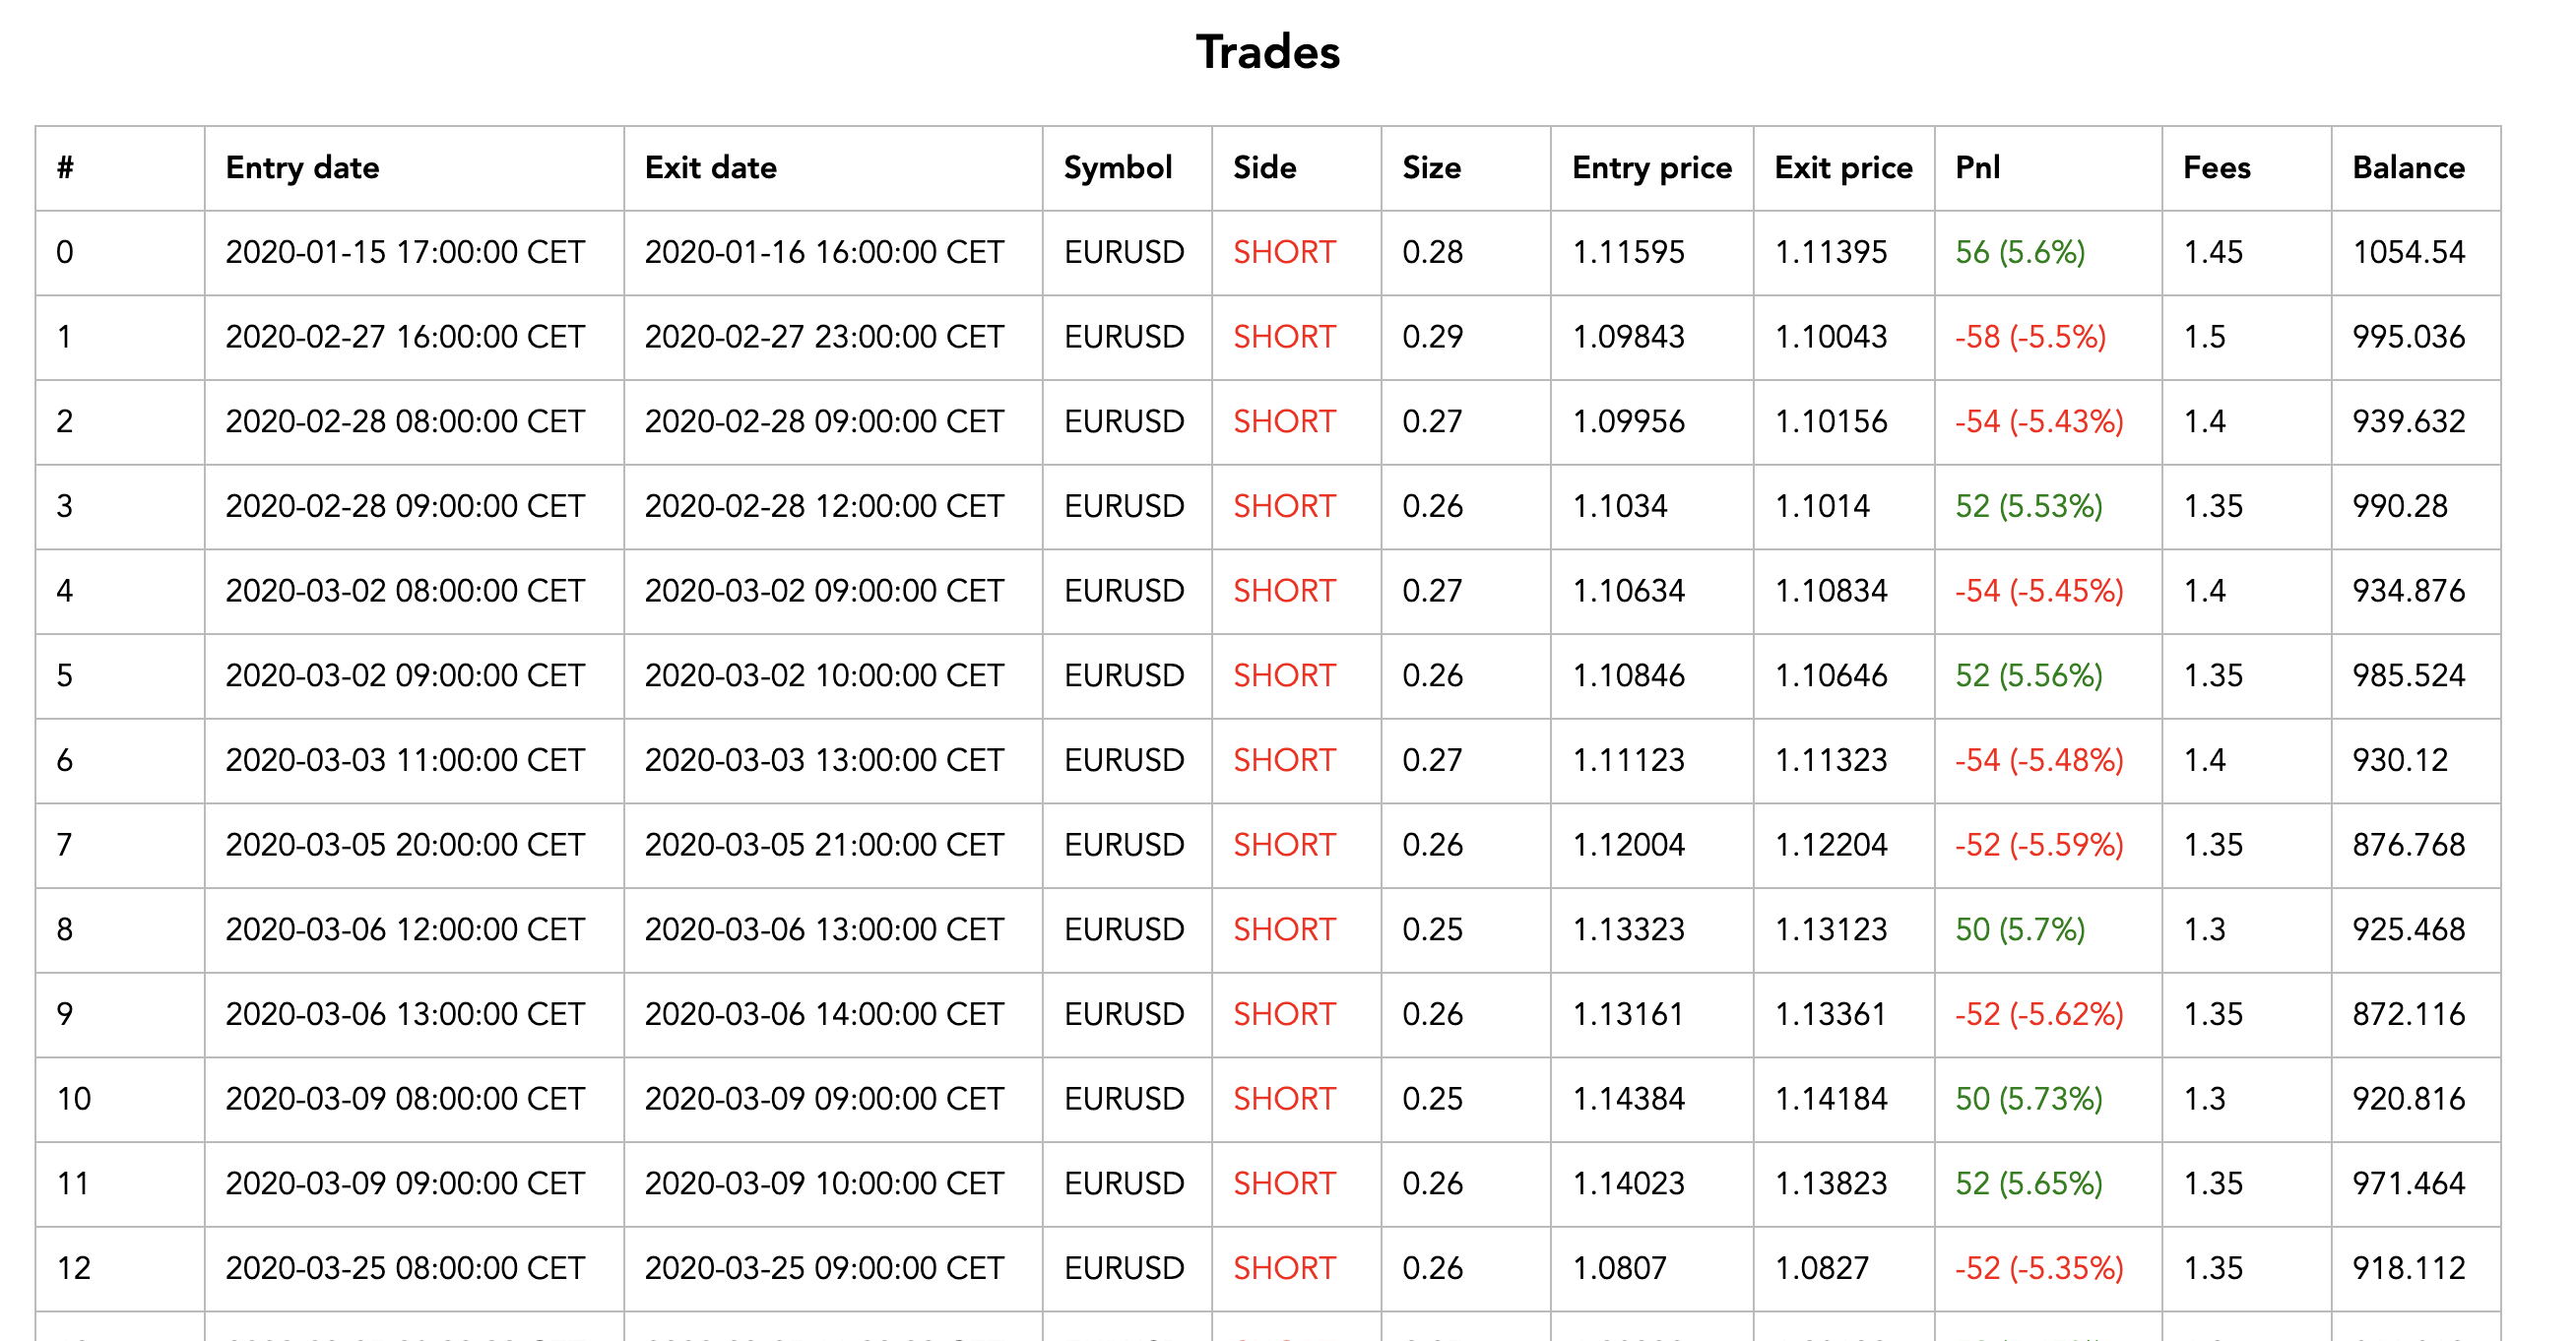 Trades
# Entry date Exit date Symbol Side Size Entry price Exit price Pnl Fees Balance
0 2020-01-15 17:00:00 CET 2020-01-16 16:00:00 CET EURUSD SHORT 0.28 1.11595 1.11395 56 (5.6%) 1.45 1054.54
1 2020-02-27 16:00:00 CET 2020-02-27 23:00:00 CET EURUSD SHORT 0.29 1.09843 1.10043 -58 (-5.5%) 1.5 995.036
2 2020-02-28 08:00:00 CET 2020-02-28 09:00:00 CET EURUSD SHORT 0.27 1.09956 1.10156 -54 (-5.43%) 1.4 939.632
3 2020-02-28 09:00:00 CET 2020-02-28 12:00:00 CET EURUSD SHORT 0.26 1.1034 1.1014 52 (5.53%) 1.35 990.28
4 2020-03-02 08:00:00 CET 2020-03-02 09:00:00 CET EURUSD SHORT 0.27 1.10634 1.10834 -54 (-5.45%) 1.4 934.876
5 2020-03-02 09:00:00 CET 2020-03-02 10:00:00 CET EURUSD SHORT 0.26 1.10846 1.10646 52 (5.56%) 1.35 985.524
6 2020-03-03 11:00:00 CET 2020-03-03 13:00:00 CET EURUSD SHORT 0.27 1.11123 1.11323 -54 (-5.48%) 1.4 930.12
7 2020-03-05 20:00:00 CET 2020-03-05 21:00:00 CET EURUSD SHORT 0.26 1.12004 1.12204 -52 (-5.59%) 1.35 876.768
8 2020-03-06 12:00:00 CET 2020-03-06 13:00:00 CET EURUSD SHORT 0.25 1.13323 1.13123 50 (5.7%) 1.3 925.468
9 2020-03-06 13:00:00 CET 2020-03-06 14:00:00 CET EURUSD SHORT 0.26 1.13161 1.13361 -52 (-5.62%) 1.35 872.116
10 2020-03-09 08:00:00 CET 2020-03-09 09:00:00 CET EURUSD SHORT 0.25 1.14384 1.14184 50 (5.73%) 1.3 920.816
11 2020-03-09 09:00:00 CET 2020-03-09 10:00:00 CET EURUSD SHORT 0.26 1.14023 1.13823 52 (5.65%) 1.35 971.464
12 2020-03-25 08:00:00 CET 2020-03-25 09:00:00 CET EURUSD SHORT 0.26 1.0807 1.0827 -52 (-5.35%) 1.35 918.112